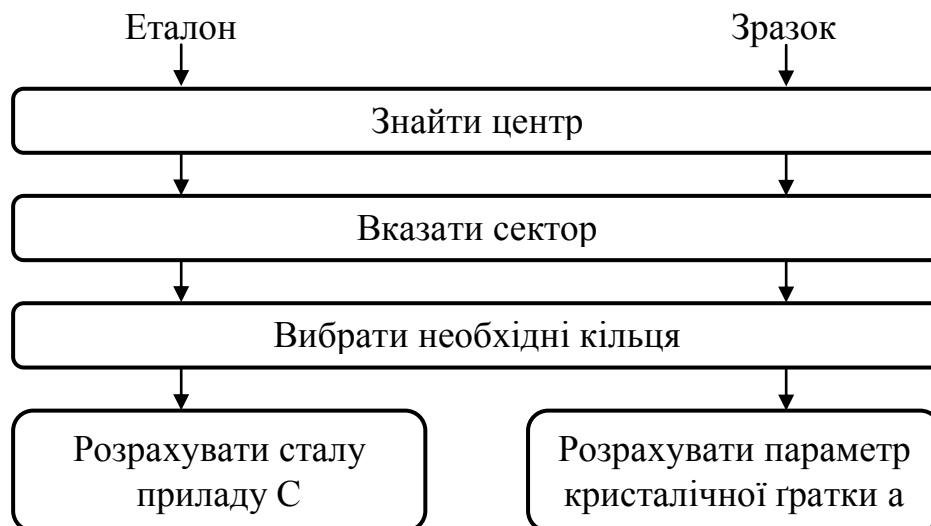 Еталон
Зразок
Знайти центр
Вказати сектор
Вибрати необхідні кільця
Розрахувати сталу
приладу С
Розрахувати параметр
кристалічної ґратки а